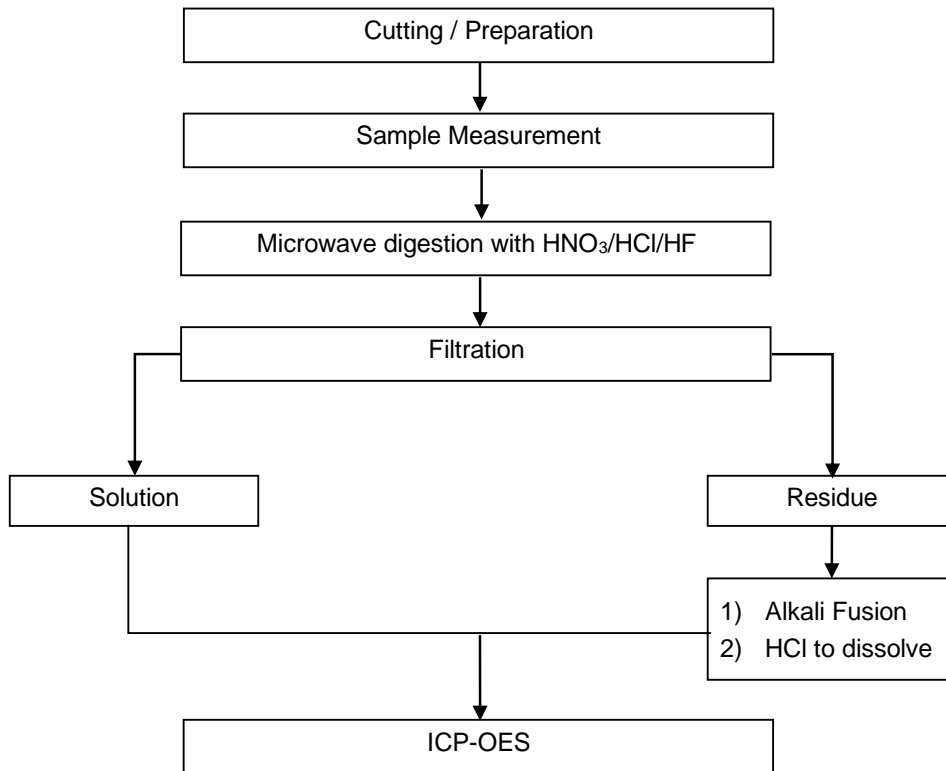 Cutting / Preparation
Sample Measurement
Microwave digestion with HNO₃/HCl/HF
Filtration
Solution
Residue
1) Alkali Fusion
2) HCl to dissolve
ICP-OES